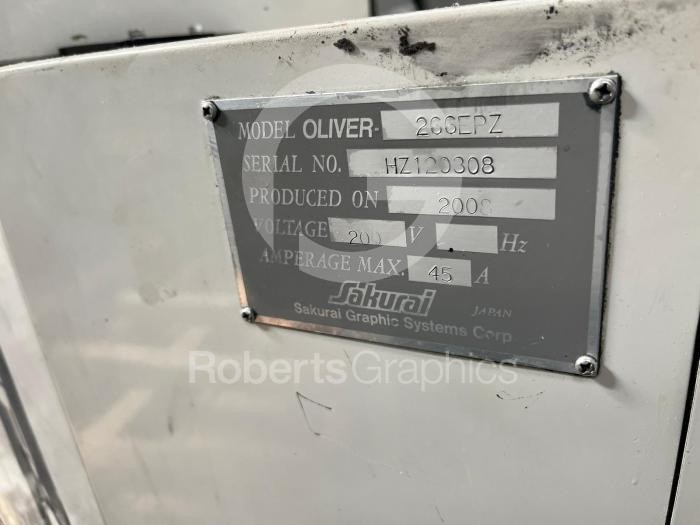 MODEL OLIVER- 266EPZ
SERIAL NO. HZ120308
PRODUCED ON
VOLTAGE 200 V Hz
AMPERAGE MAX. 45 A
Sakurai JAPAN
Sakurai Graphic Systems Corp
RobertsGraphics